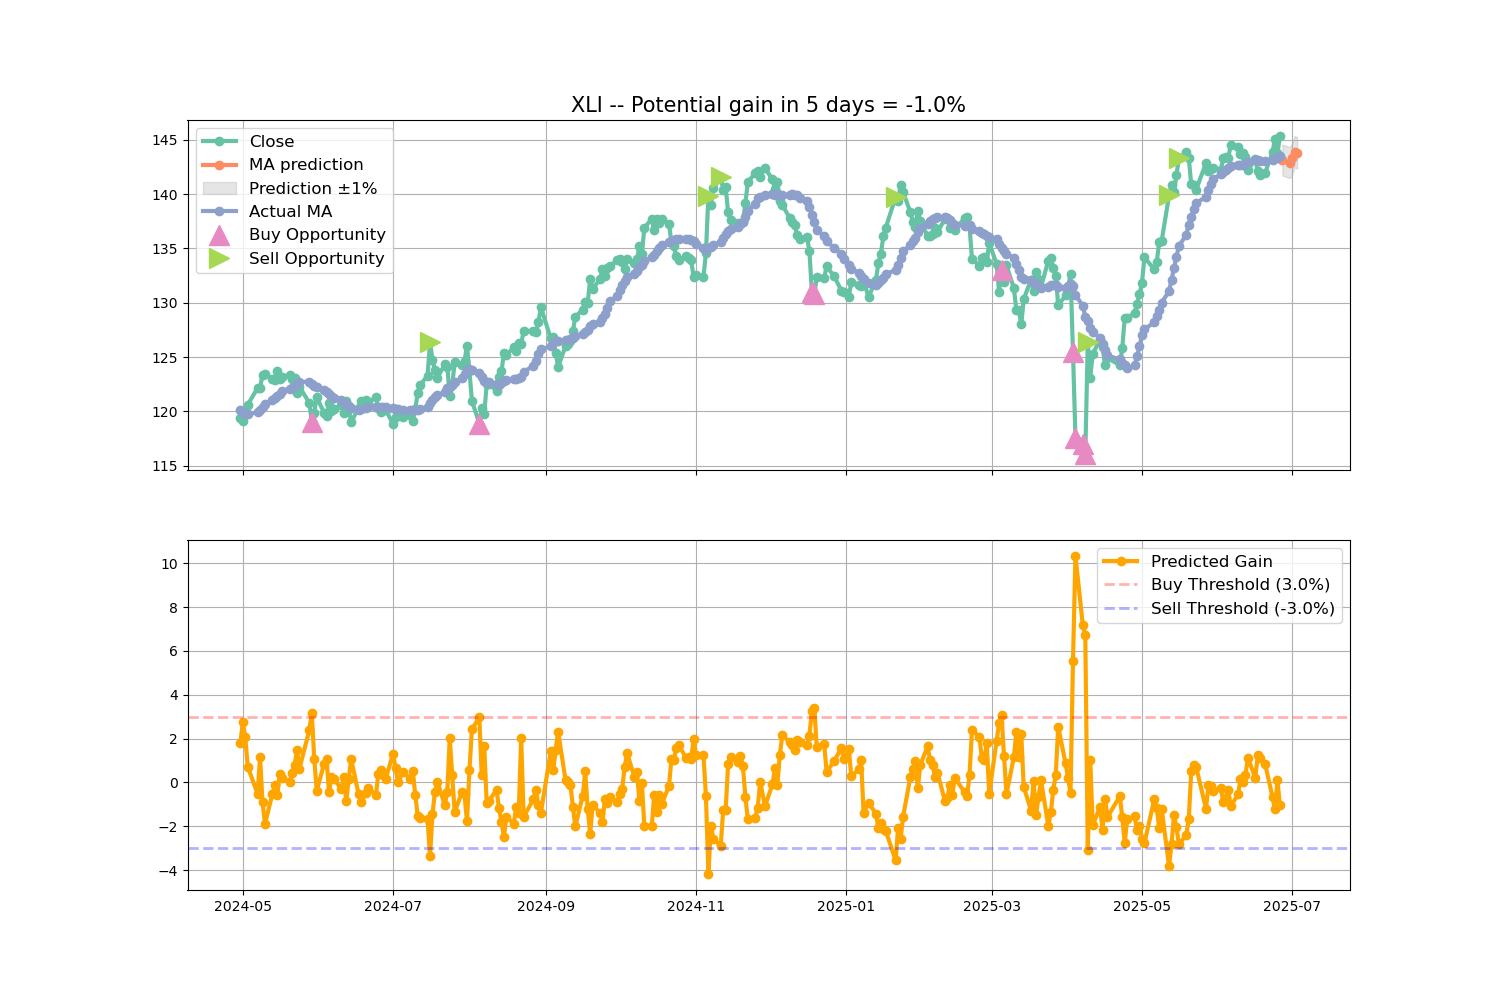 XLI -- Potential gain in 5 days = -1.0%
145
140
135
130
125
120
115
Close
MA prediction
Prediction ±1%
Actual MA
Buy Opportunity
Sell Opportunity
10
8
6
4
2
0
−2
−4
Predicted Gain
Buy Threshold (3.0%)
Sell Threshold (-3.0%)
2024-05
2024-07
2024-09
2024-11
2025-01
2025-03
2025-05
2025-07